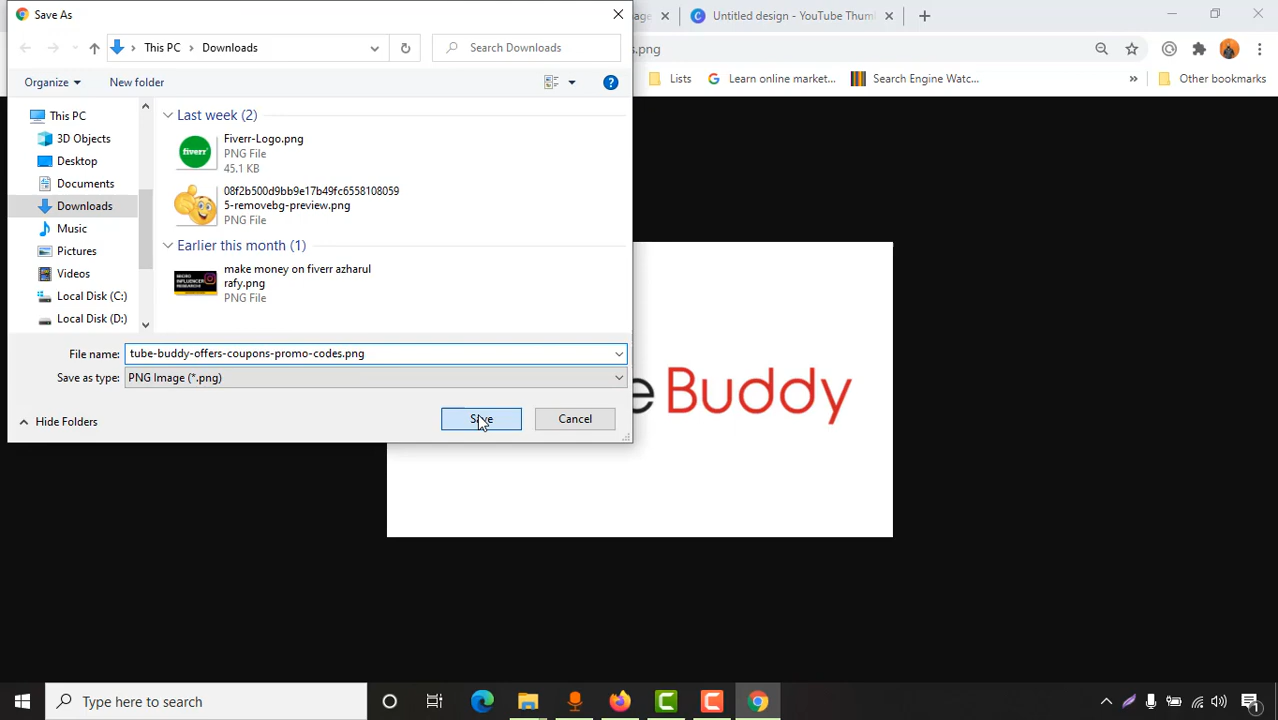 Save As
age
Untitled design - YouTube Thum
This PC
Downloads
Search Downloads
s.png
Organize
New folder
Lists
Learn online market...
Search Engine Watc...
»
Other bookmarks
This PC
3D Objects
Desktop
Documents
Downloads
Music
Pictures
Videos
Local Disk (C:)
Local Disk (D:)
Last week (2)
Fiverr-Logo.png
PNG File
45.1 KB
fiverr
08f2b500d9bb9e17b49fc6558108059
5-removebg-preview.png
PNG File
Earlier this month (1)
make money on fiverr azharul
rafy.png
PNG File
File name:
tube-buddy-offers-coupons-promo-codes.png
Save as type:
PNG Image (*.png)
Hide Folders
Save
Cancel
e Buddy
Type here to search
1